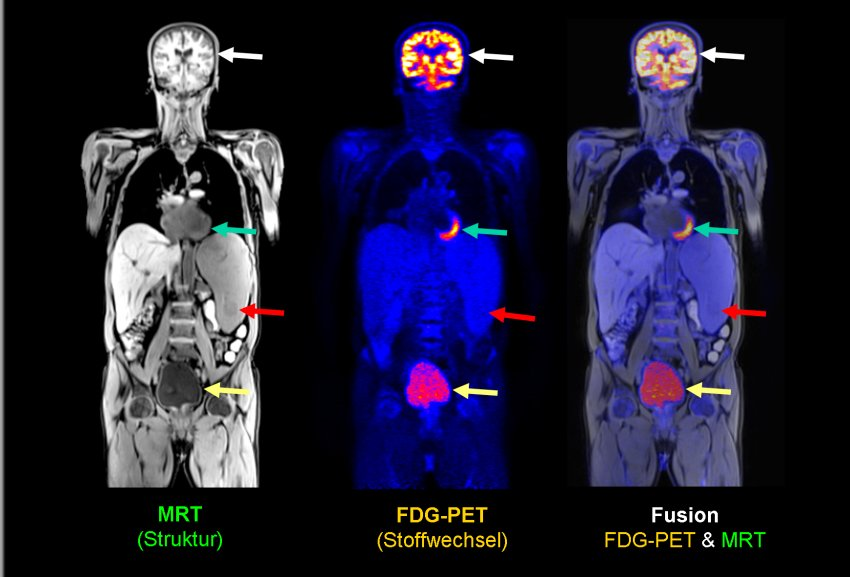 MRT
(Struktur)
FDG-PET
(Stoffwechsel)
Fusion
FDG-PET & MRT